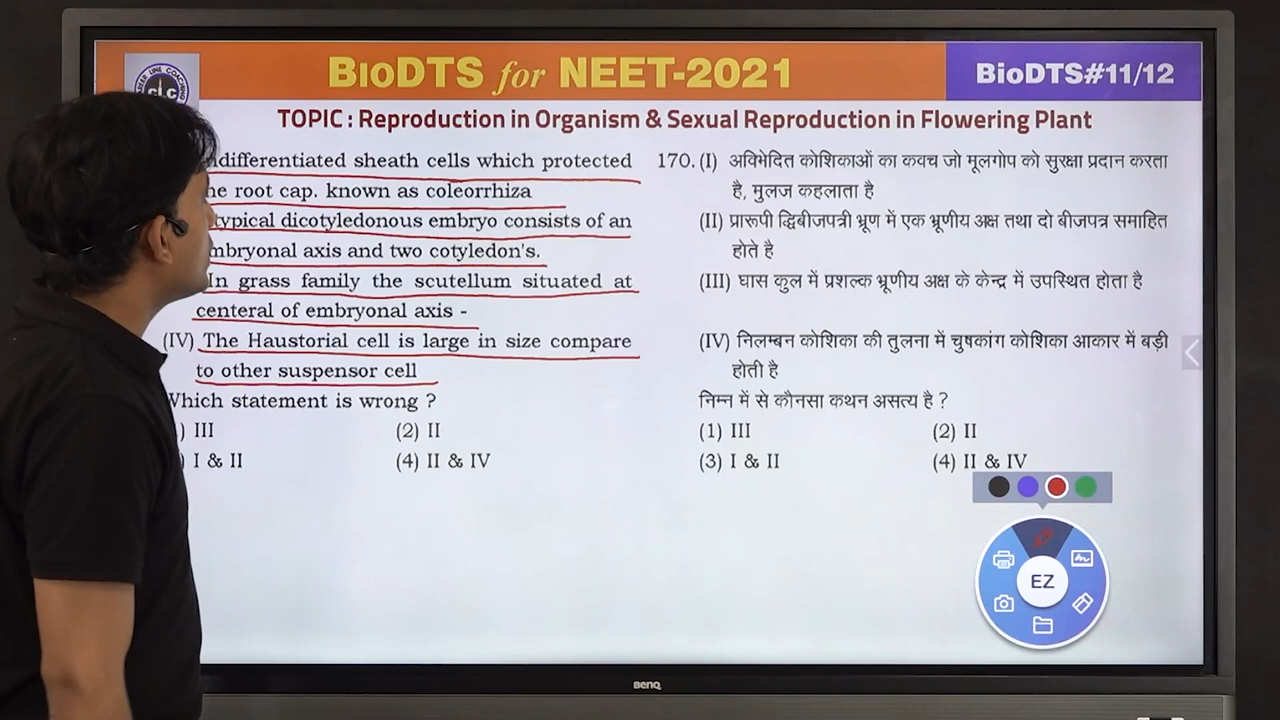 BioDTS for NEET-2021
BioDTS#11/12
TOPIC : Reproduction in Organism & Sexual Reproduction in Flowering Plant
differentiated sheath cells which protected
he root cap. known as coleorrhiza
typical dicotyledonous embryo consists of an
mbryonal axis and two cotyledon's.
In grass family the scutellum situated at
centeral of embryonal axis -
(IV) The Haustorial cell is large in size compare
to other suspensor cell
Which statement is wrong ?
) III (2) II
) I & II (4) II & IV
170. (I) अविभेदित कोशिकाओं का कवच जो मूलगोप को सुरक्षा प्रदान करता
है, मुलज कहलाता है
(II) प्रारूपी द्विबीजपत्री भ्रूण में एक भ्रूणीय अक्ष तथा दो बीजपत्र समाहित
होते है
(III) घास कुल में प्रशल्क भ्रूणीय अक्ष के केन्द्र में उपस्थित होता है
(IV) निलम्बन कोशिका की तुलना में चुषकांग कोशिका आकार में बड़ी
होती है
निम्न में से कौनसा कथन असत्य है ?
(1) III (2) II
(3) I & II (4) II & IV
EZ
BenQ